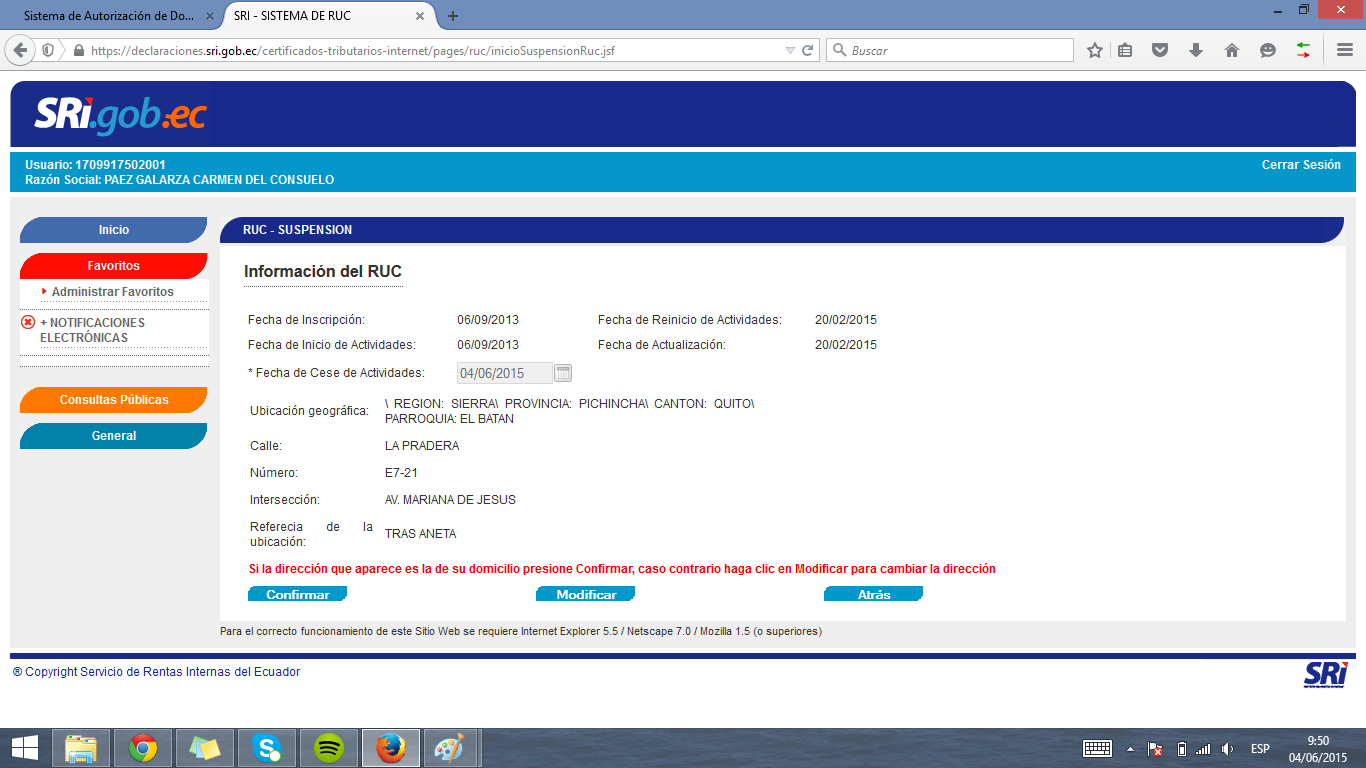 Sistema de Autorización de Do...
SRI - SISTEMA DE RUC
https://declaraciones.sri.gob.ec/certificados-tributarios-internet/pages/ruc/inicioSuspensionRuc.jsf
Buscar
SRi.gob.ec
Usuario: 1709917502001
Cerrar Sesión
Razón Social: PAEZ GALARZA CARMEN DEL CONSUELO
Inicio
Favoritos
Administrar Favoritos
+ NOTIFICACIONES
ELECTRÓNICAS
Consultas Públicas
General
RUC - SUSPENSION
Información del RUC
Fecha de Inscripción: 06/09/2013 Fecha de Reinicio de Actividades: 20/02/2015
Fecha de Inicio de Actividades: 06/09/2013 Fecha de Actualización: 20/02/2015
* Fecha de Cese de Actividades: 04/06/2015
Ubicación geográfica: \ REGION: SIERRA\ PROVINCIA: PICHINCHA\ CANTON: QUITO\
PARROQUIA: EL BATAN
Calle: LA PRADERA
Número: E7-21
Intersección: AV. MARIANA DE JESUS
Referecia de la
ubicación: TRAS ANETA
Si la dirección que aparece es la de su domicilio presione Confirmar, caso contrario haga clic en Modificar para cambiar la dirección
Confirmar Modificar Atrás
Para el correcto funcionamiento de este Sitio Web se requiere Internet Explorer 5.5 / Netscape 7.0 / Mozilla 1.5 (o superiores)
® Copyright Servicio de Rentas Internas del Ecuador
SRi
ESP
9:50
04/06/2015